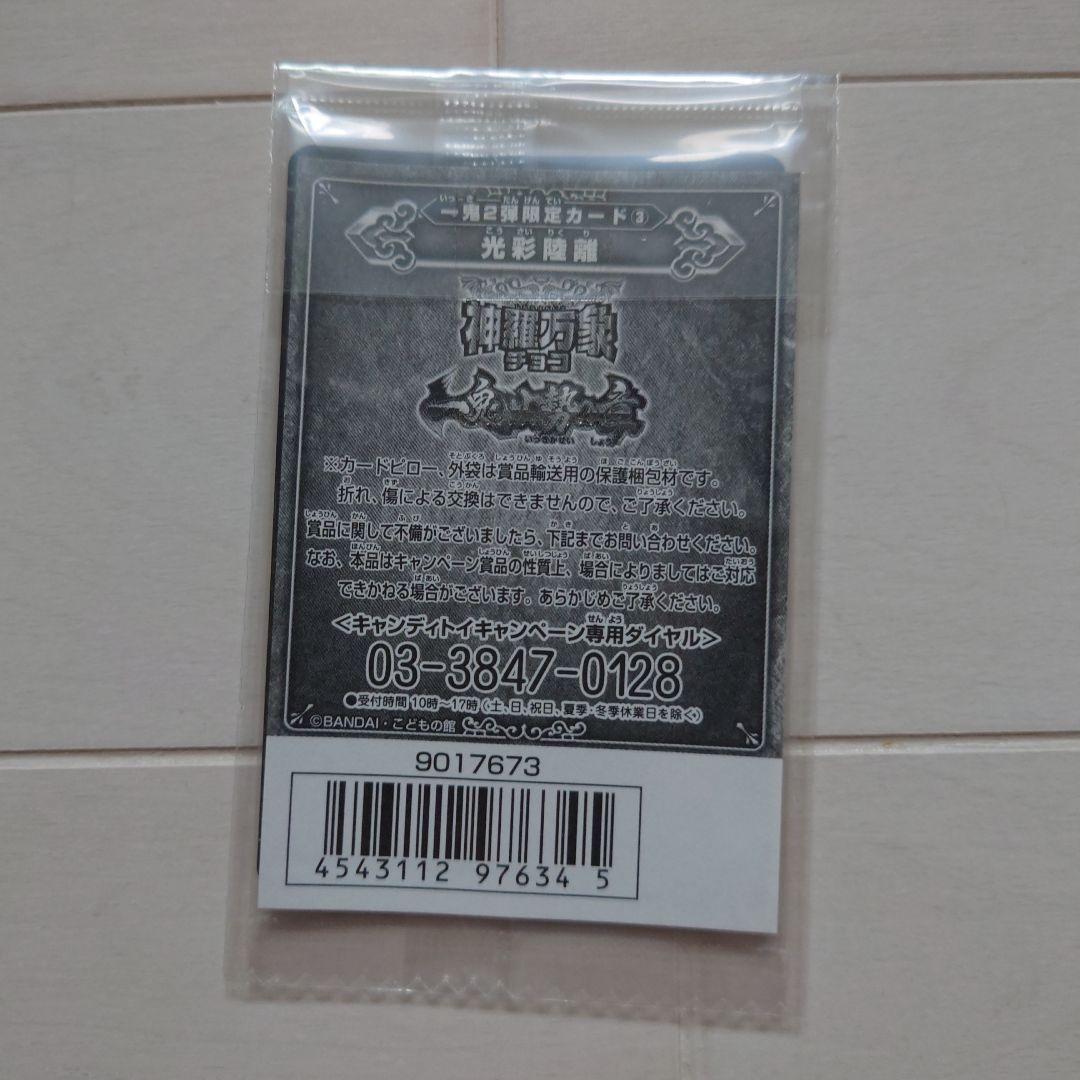 一鬼2弾限定カード③
光彩陸離
神羅万象
チョコ
※カードピロー、外袋は賞品輸送用の保護梱包材です。
折れ、傷による交換はできませんので、ご了承ください。
賞品に関して不備がございましたら、下記までお問い合わせください。
なお、本品はキャンペーン賞品の性質上、場合によりましてはご対応
できかねる場合がございます。あらかじめご了承ください。
<キャンディトイキャンペーン専用ダイヤル>
03-3847-0128
●受付時間 10時〜17時(土、日、祝日、夏季・冬季休業日を除く)
©BANDAI・こどもの館
9017673
4543112 97634 5